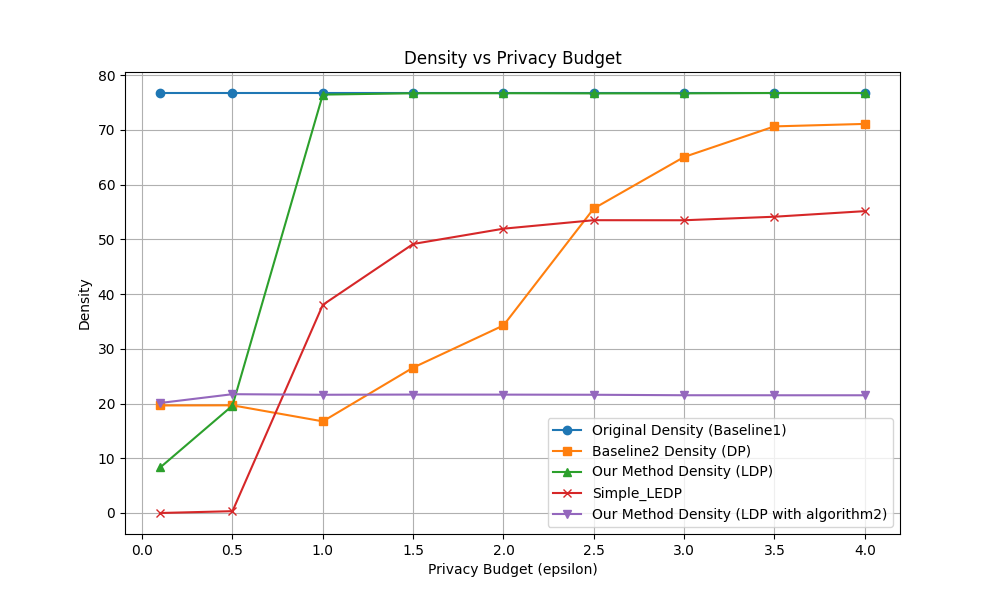 Density vs Privacy Budget
80
70
60
50
40
30
20
10
0
Density
0.0 0.5 1.0 1.5 2.0 2.5 3.0 3.5 4.0
Privacy Budget (epsilon)
Original Density (Baseline1)
Baseline2 Density (DP)
Our Method Density (LDP)
Simple_LEDP
Our Method Density (LDP with algorithm2)